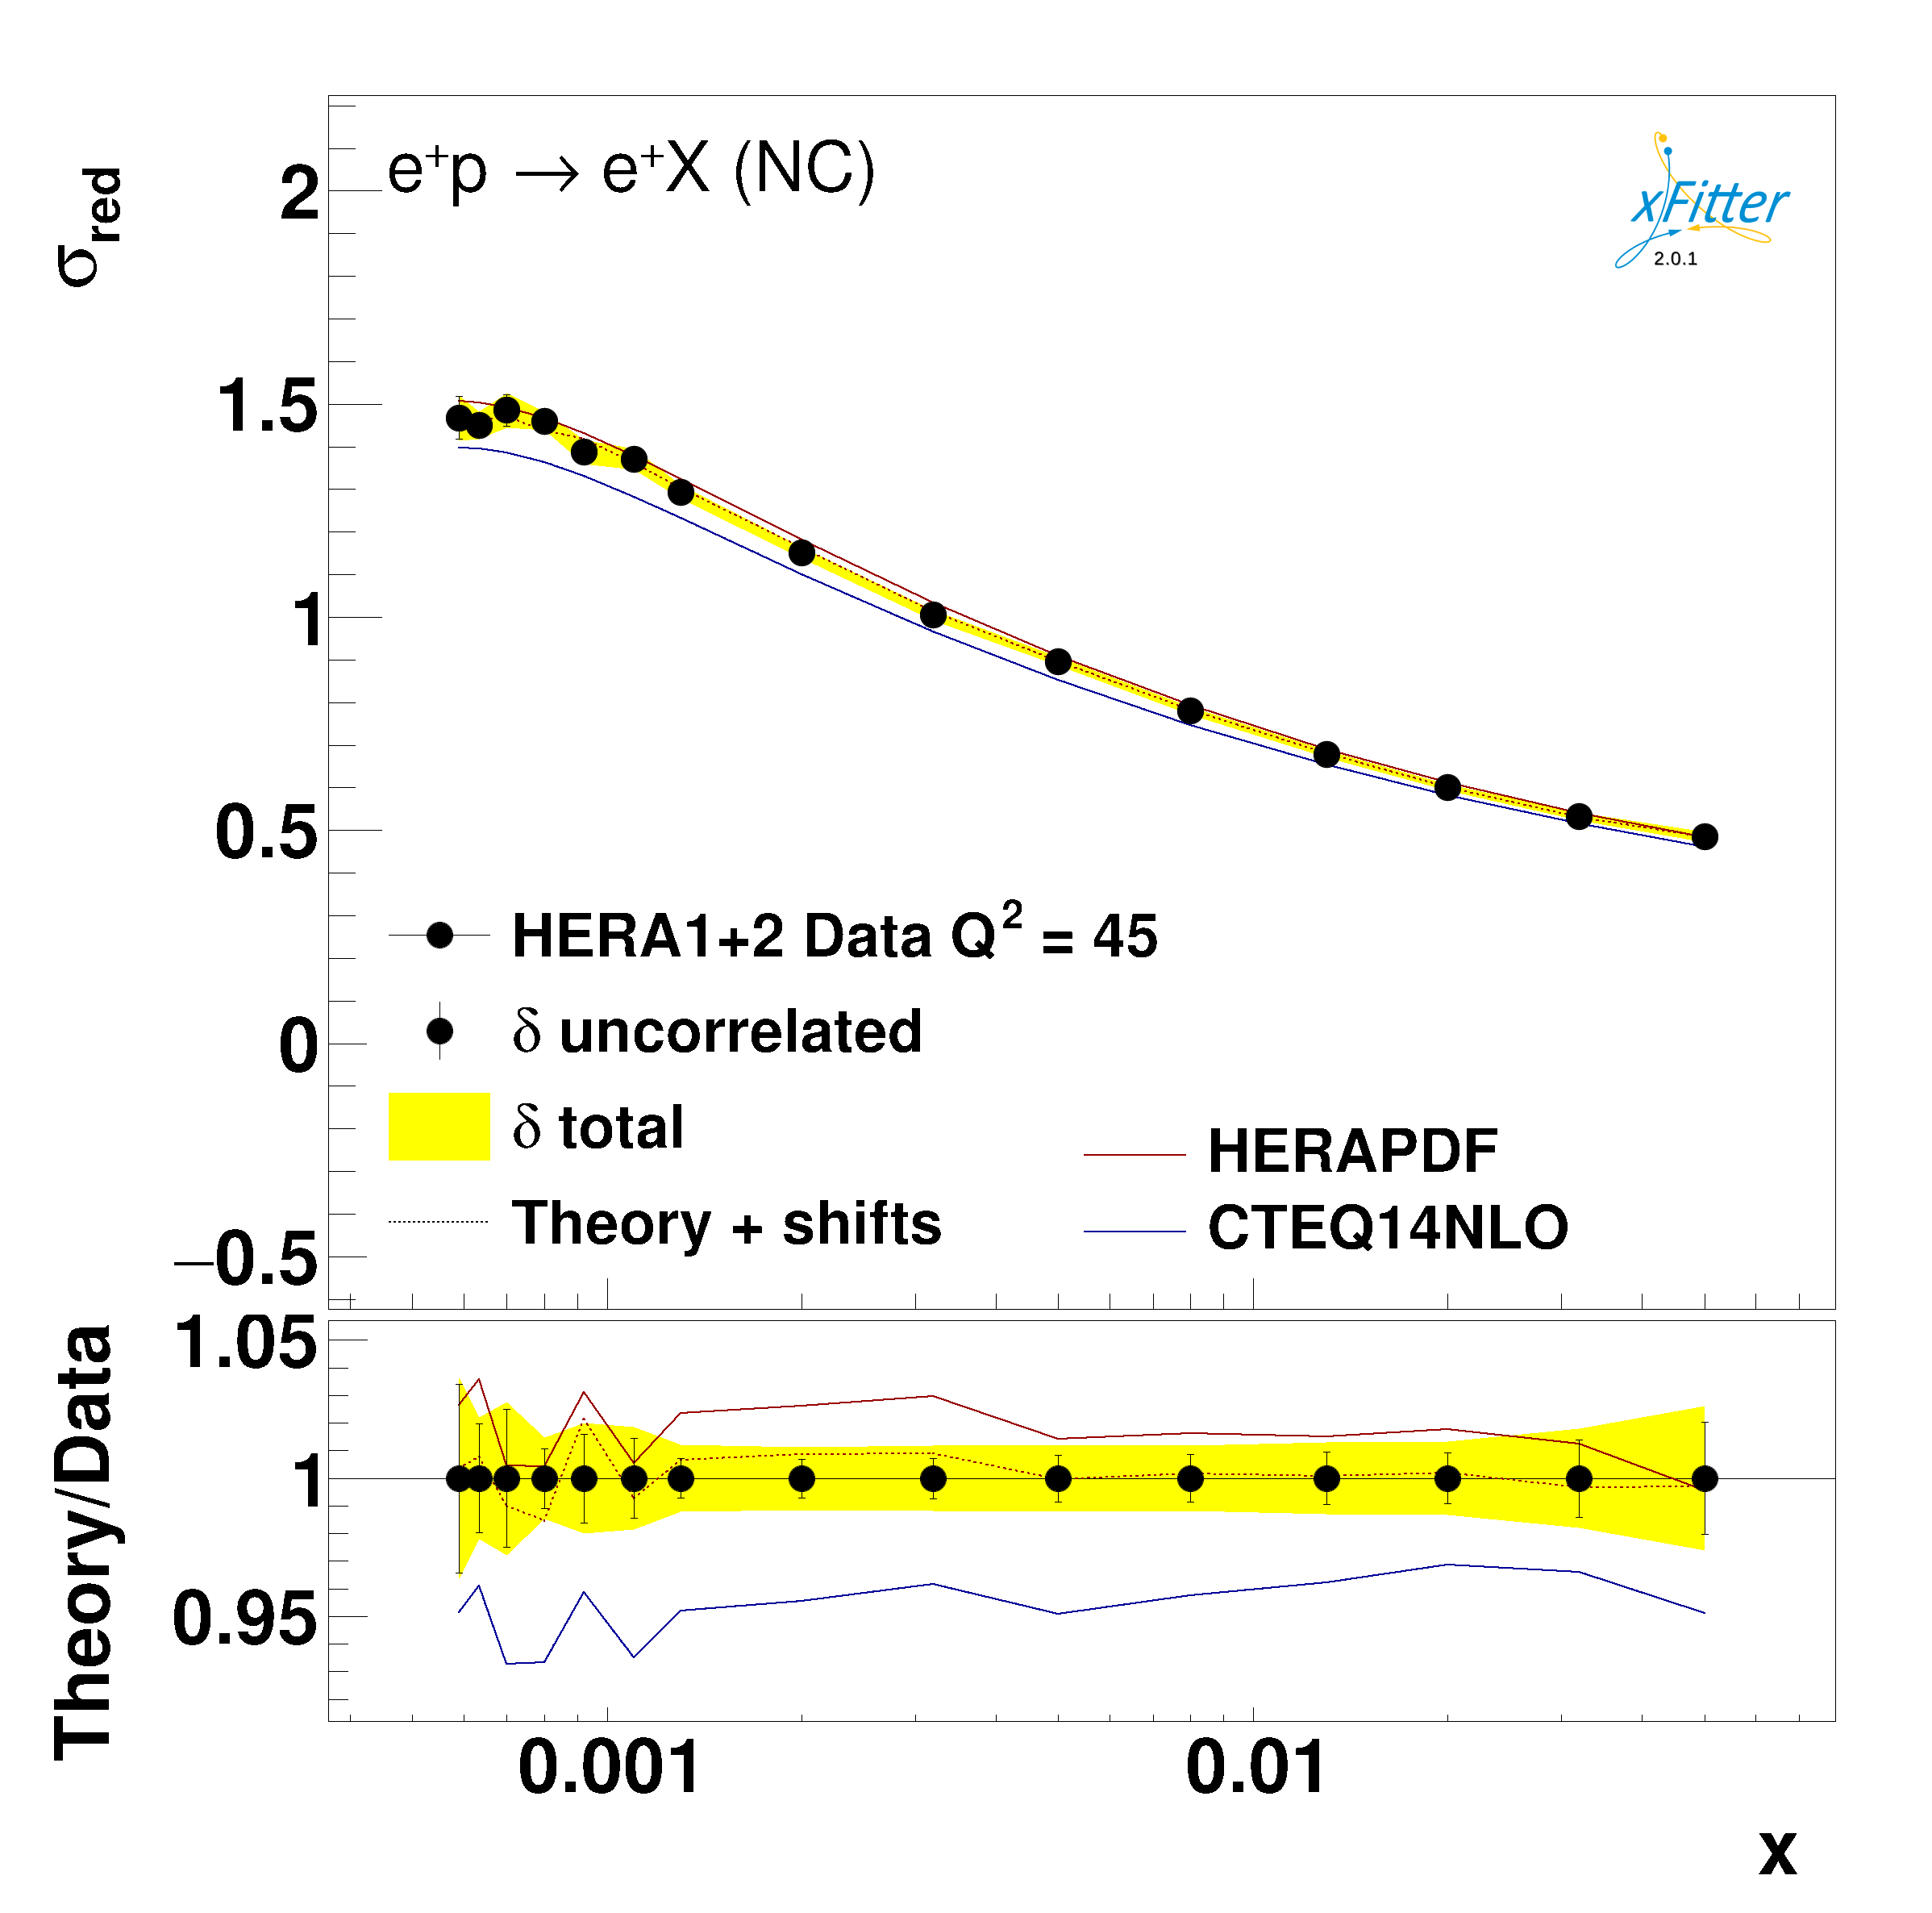 σred
e⁺p → e⁺X (NC)
xFitter
2.0.1
2
1.5
1
0.5
0
−0.5
HERA1+2 Data Q² = 45
δ uncorrelated
δ total
Theory + shifts
HERAPDF
CTEQ14NLO
Theory/Data
1.05
1
0.95
0.001
0.01
x